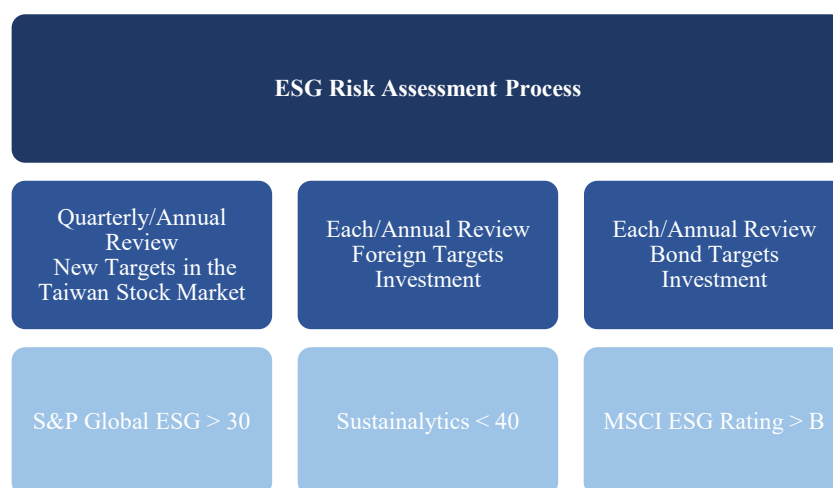 ESG Risk Assessment Process
Quarterly/Annual
Review
New Targets in the
Taiwan Stock Market
Each/Annual Review
Foreign Targets
Investment
Each/Annual Review
Bond Targets
Investment
S&P Global ESG > 30
Sustainalytics < 40
MSCI ESG Rating > B